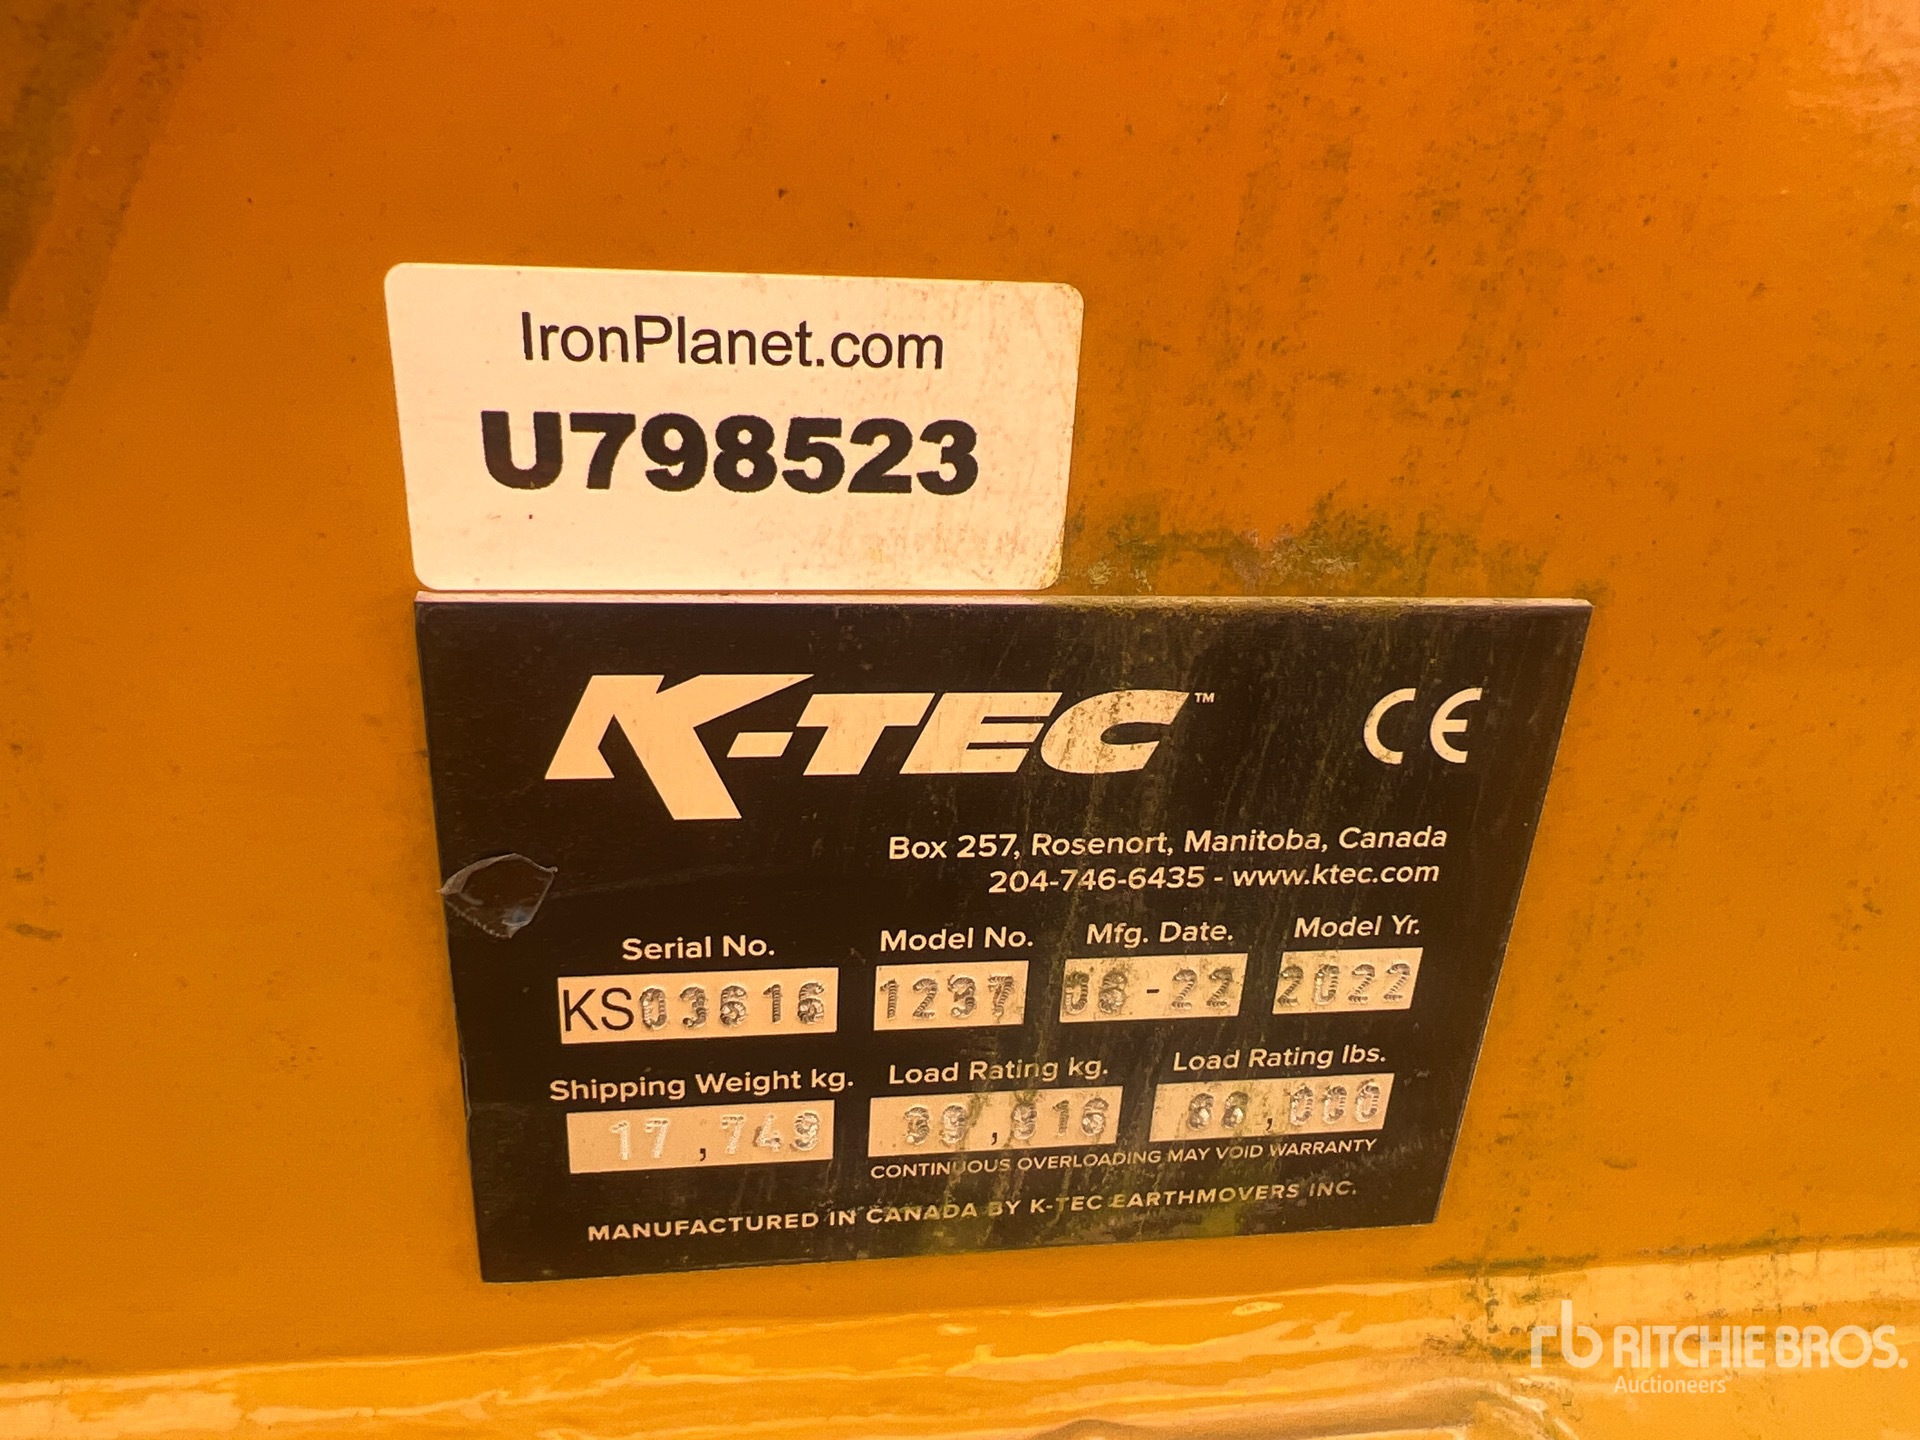 IronPlanet.com
U798523
K-TEC™ CE
Box 257, Rosenort, Manitoba, Canada
204-746-6435 - www.ktec.com
Serial No. Model No. Mfg. Date. Model Yr.
KS03616 1237 2022
Shipping Weight kg. Load Rating kg. Load Rating lbs.
17,749 39,916 88,000
CONTINUOUS OVERLOADING MAY VOID WARRANTY
MANUFACTURED IN CANADA BY K-TEC EARTHMOVERS INC.
rb RITCHIE BROS.
Auctioneers